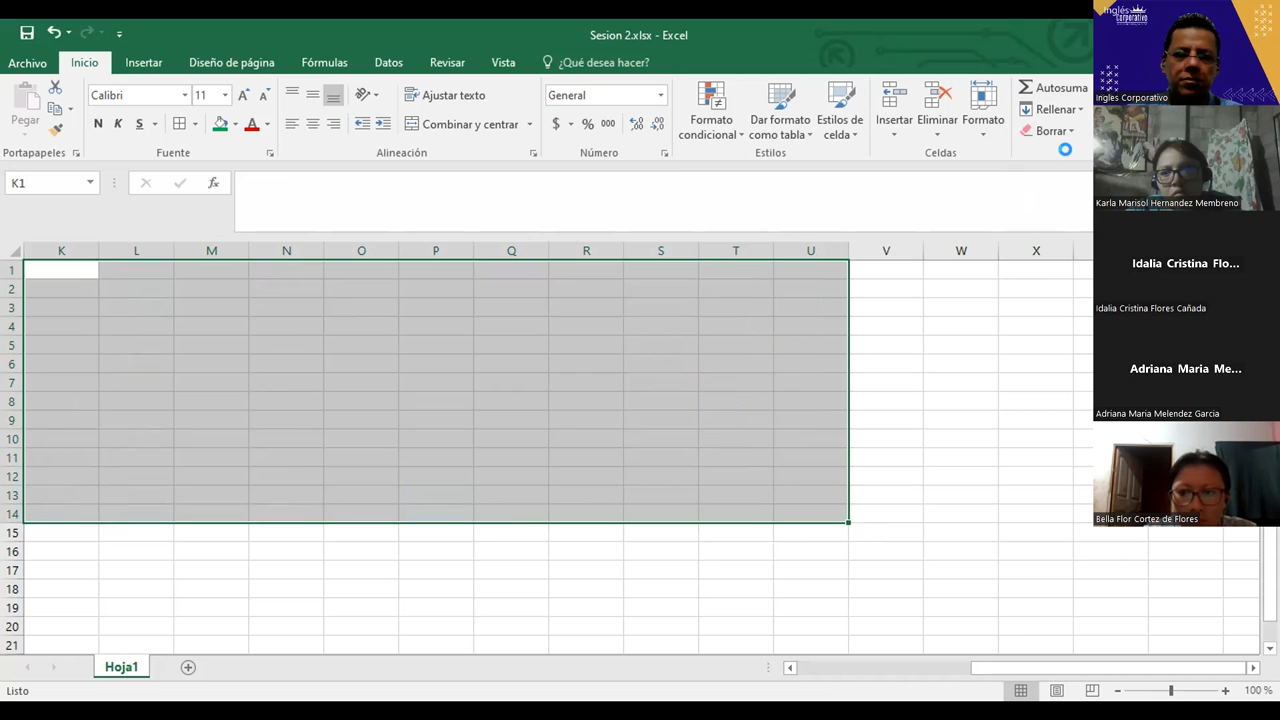 Sesion 2.xlsx - Excel
Archivo Inicio Insertar Diseño de página Fórmulas Datos Revisar Vista ¿Qué desea hacer?
Pegar
Calibri 11
N K S
Ajustar texto
Combinar y centrar
General
$ % 000
Formato condicional
Dar formato como tabla
Estilos de celda
Insertar Eliminar Formato
Autosuma
Rellenar
Borrar
Portapapeles Fuente Alineación Número Estilos Celdas
K1
fx
K L M N O P Q R S T U V W X
1
2
3
4
5
6
7
8
9
10
11
12
13
14
15
16
17
18
19
20
21
Hoja1
Listo
100 %
Inglés
Corporativo
Ingles Corporativo
Karla Marisol Hernandez Membreno
Idalia Cristina Flo...
Idalia Cristina Flores Cañada
Adriana Maria Me...
Adriana Maria Melendez Garcia
Bella Flor Cortez de Flores